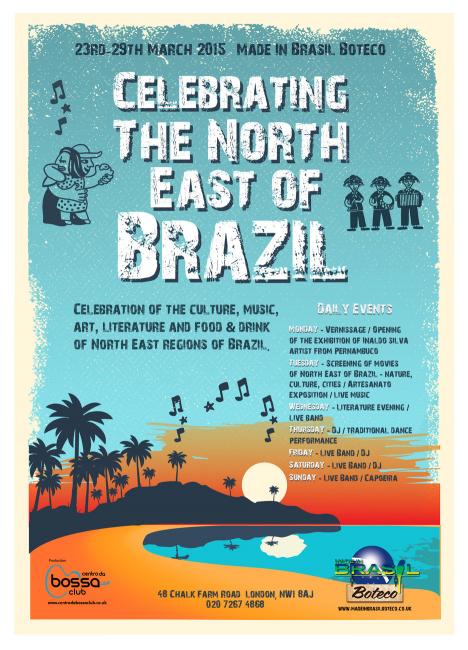 23rd-29th March 2015 Made in Brasil Boteco
Celebrating
the North
East of
Brazil
Celebration of the culture, music,
art, literature and food & drink
of North East regions of Brazil.
Daily Events
Monday - Vernissage / Opening
of the exhibition of Inaldo Silva
artist from Pernambuco
Tuesday - Screening of movies
of North East of Brazil - nature,
culture, cities / Artesanato
exposition / live music
Wednesday - Literature evening /
live band
Thursday - DJ / traditional dance
performance
Friday - Live Band / DJ
Saturday - Live Band / DJ
Sunday - Live Band / Capoeira
Production
centro da
bossa
club
www.centrodabossaclub.co.uk
48 Chalk Farm Road London, NW1 8AJ
020 7267 4868
BRASIL
Boteco
www.madeinbrasil.boteco.co.uk